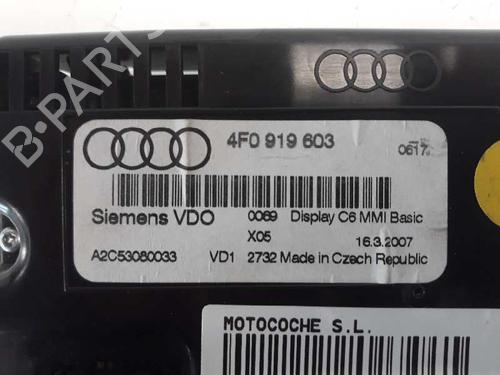 B-PARTS
4F0 919 603
0617
Siemens VDO 0069 Display C6 MMI Basic
X05 16.3.2007
A2C53080033 VD1 2732 Made in Czech Republic
MOTOCOCHE S.L.